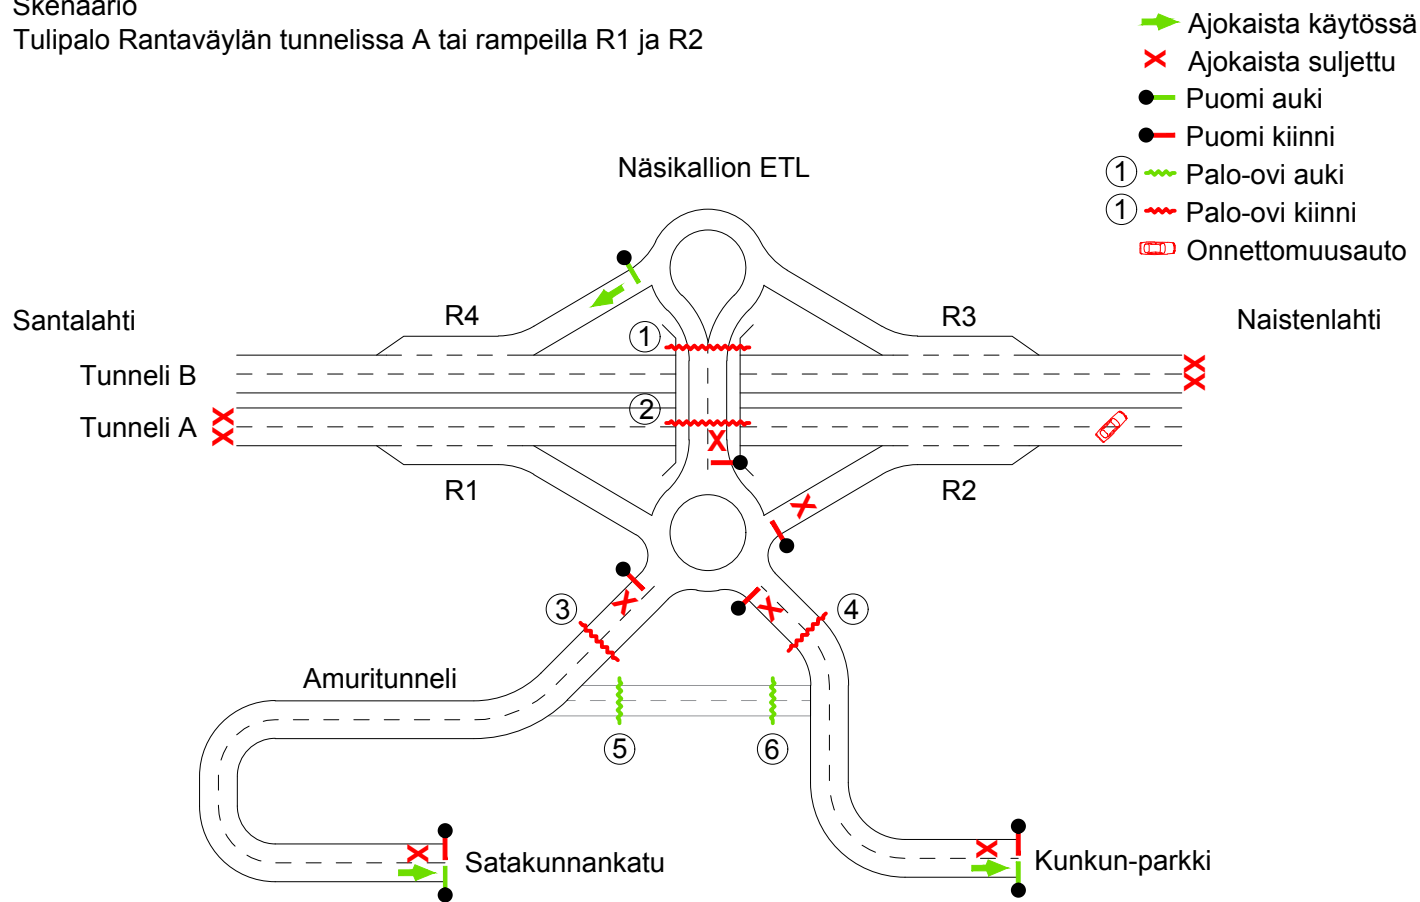 Skenaario
Tulipalo Rantaväylän tunnelissa A tai rampeilla R1 ja R2
Ajokaista käytössä
Ajokaista suljettu
Puomi auki
Puomi kiinni
1 Palo-ovi auki
1 Palo-ovi kiinni
Onnettomuusauto
Näsikallion ETL
Santalahti
R4
R3
Naistenlahti
1
Tunneli B
2
Tunneli A
R1
R2
3
4
Amuritunneli
5
6
Satakunnankatu
Kunkun-parkki